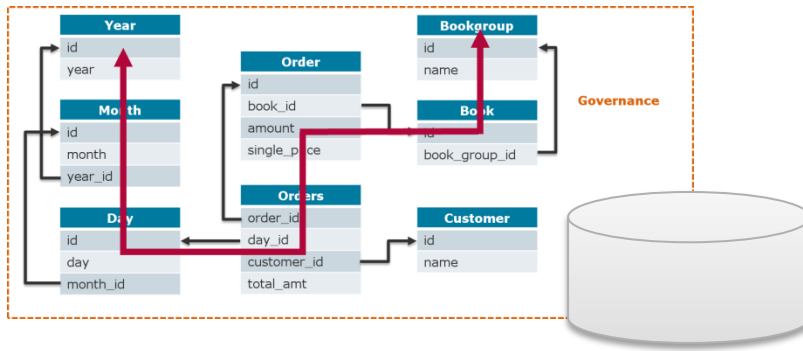 Year
id
year
Month
id
month
year_id
Day
id
day
month_id
Order
id
book_id
amount
single_price
Orders
order_id
day_id
customer_id
total_amt
Bookgroup
id
name
Book
id
book_group_id
Customer
id
name
Governance